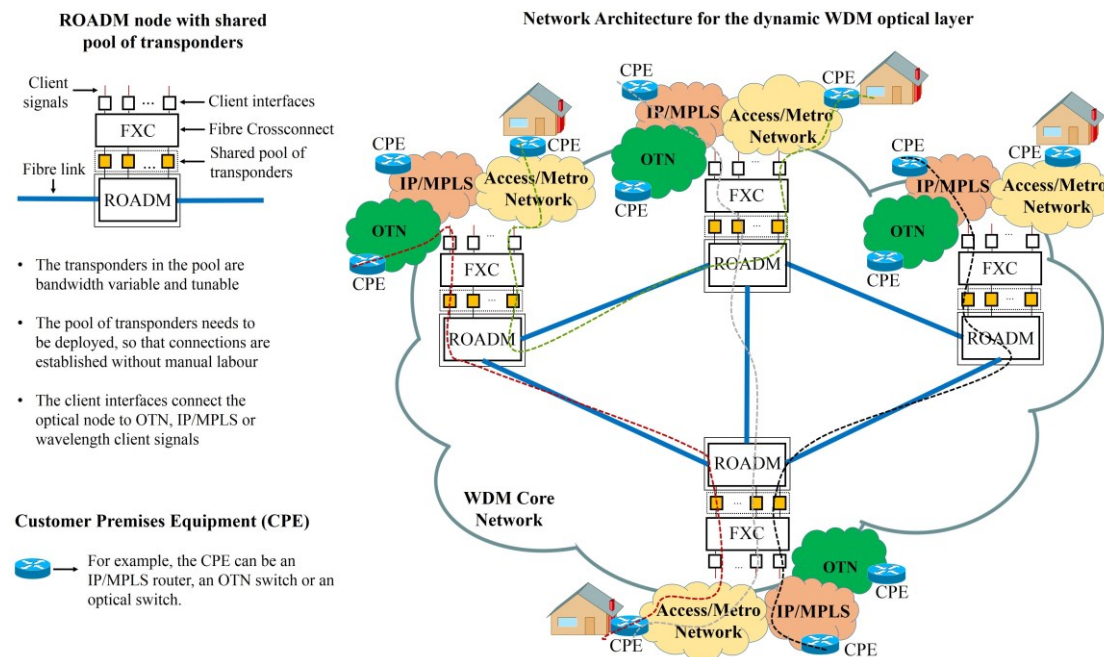 ROADM node with shared
pool of transponders
Client
signals
Client interfaces
FXC
Fibre Crossconnect
Shared pool of
transponders
Fibre link
ROADM
• The transponders in the pool are
bandwidth variable and tunable
• The pool of transponders needs to
be deployed, so that connections are
established without manual labour
• The client interfaces connect the
optical node to OTN, IP/MPLS or
wavelength client signals
Customer Premises Equipment (CPE)
For example, the CPE can be an
IP/MPLS router, an OTN switch or an
optical switch.
Network Architecture for the dynamic WDM optical layer
CPE
IP/MPLS
Access/Metro
Network
OTN
CPE
CPE
FXC
ROADM
CPE
IP/MPLS
Access/Metro
Network
CPE
OTN
CPE
FXC
ROADM
CPE
IP/MPLS
CPE
Access/Metro
Network
OTN
CPE
FXC
ROADM
WDM Core
Network
ROADM
FXC
OTN
CPE
Access/Metro
Network
CPE
IP/MPLS
CPE